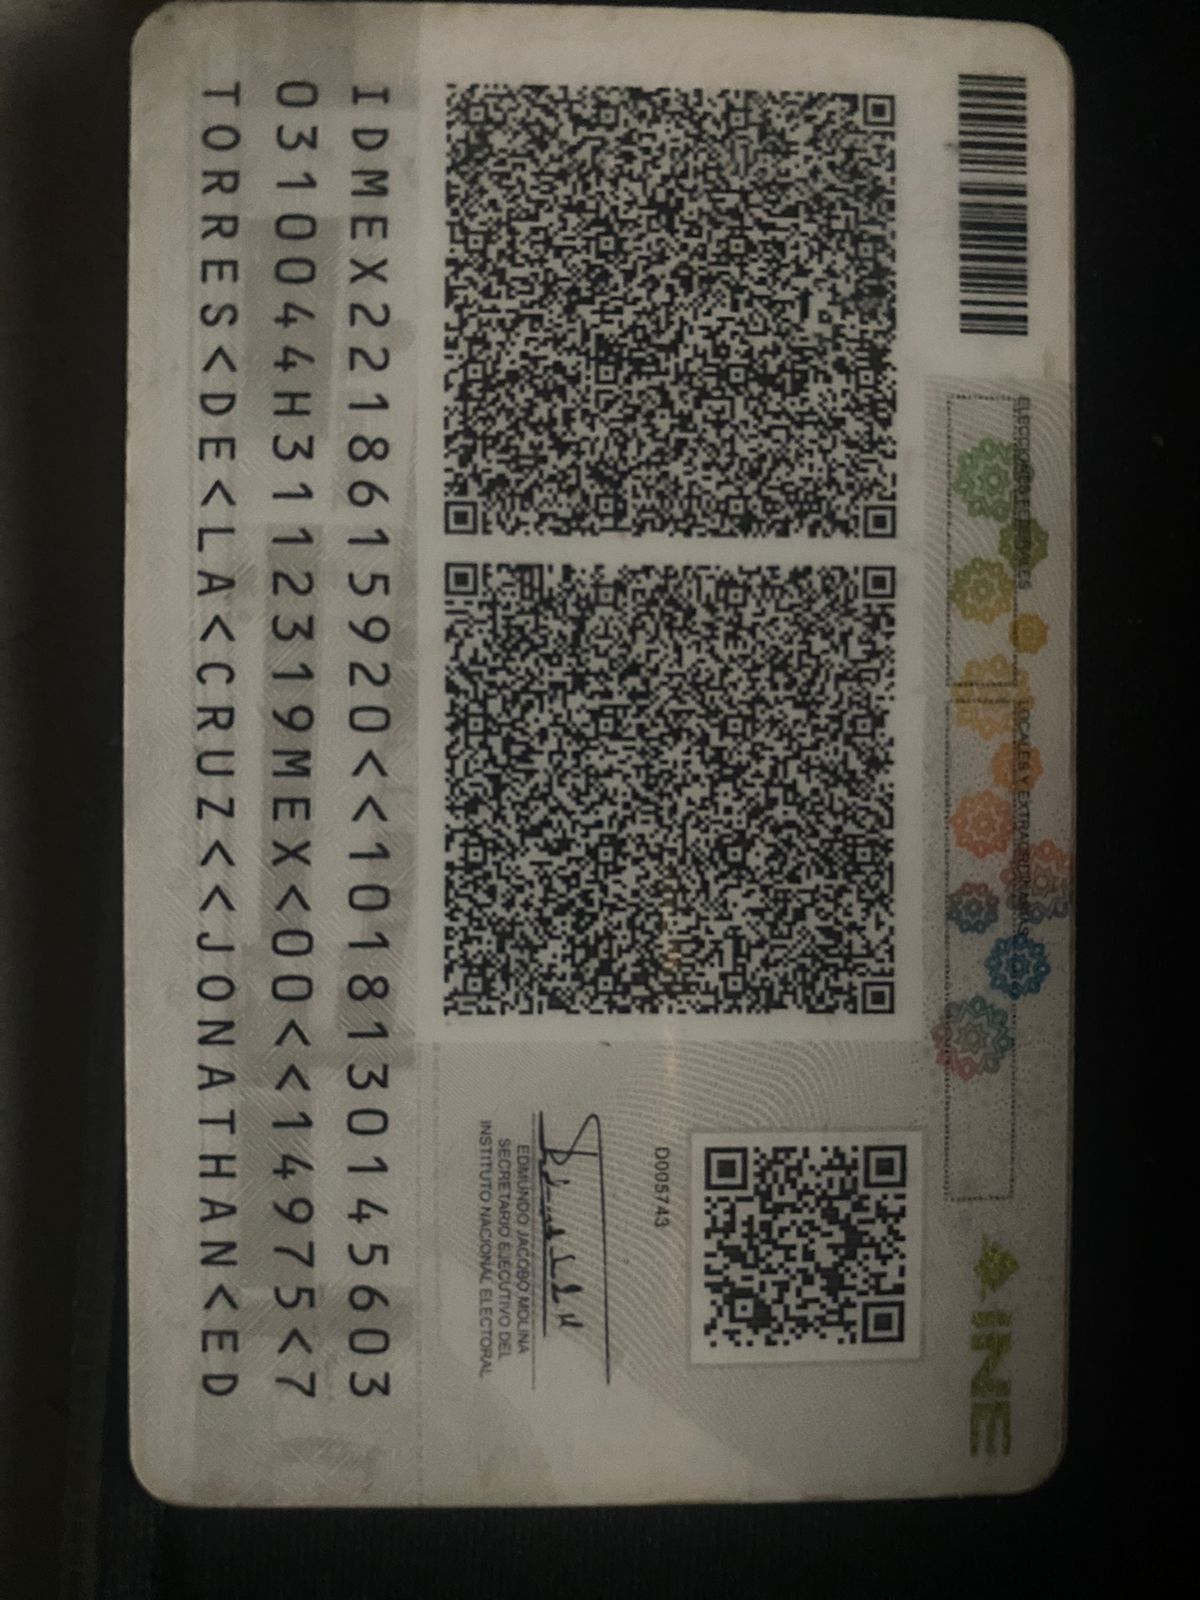 ELECCIONES FEDERALES
LOCALES Y EXTRAORDINARIAS
INE
D005743
EDMUNDO JACOBO MOLINA
SECRETARIO EJECUTIVO DEL
INSTITUTO NACIONAL ELECTORAL
IDMEX2218615920<<1018130145603
0310044H3112319MEX<00<<14975<7
TORRES<DE<LA<CRUZ<<JONATHAN<ED